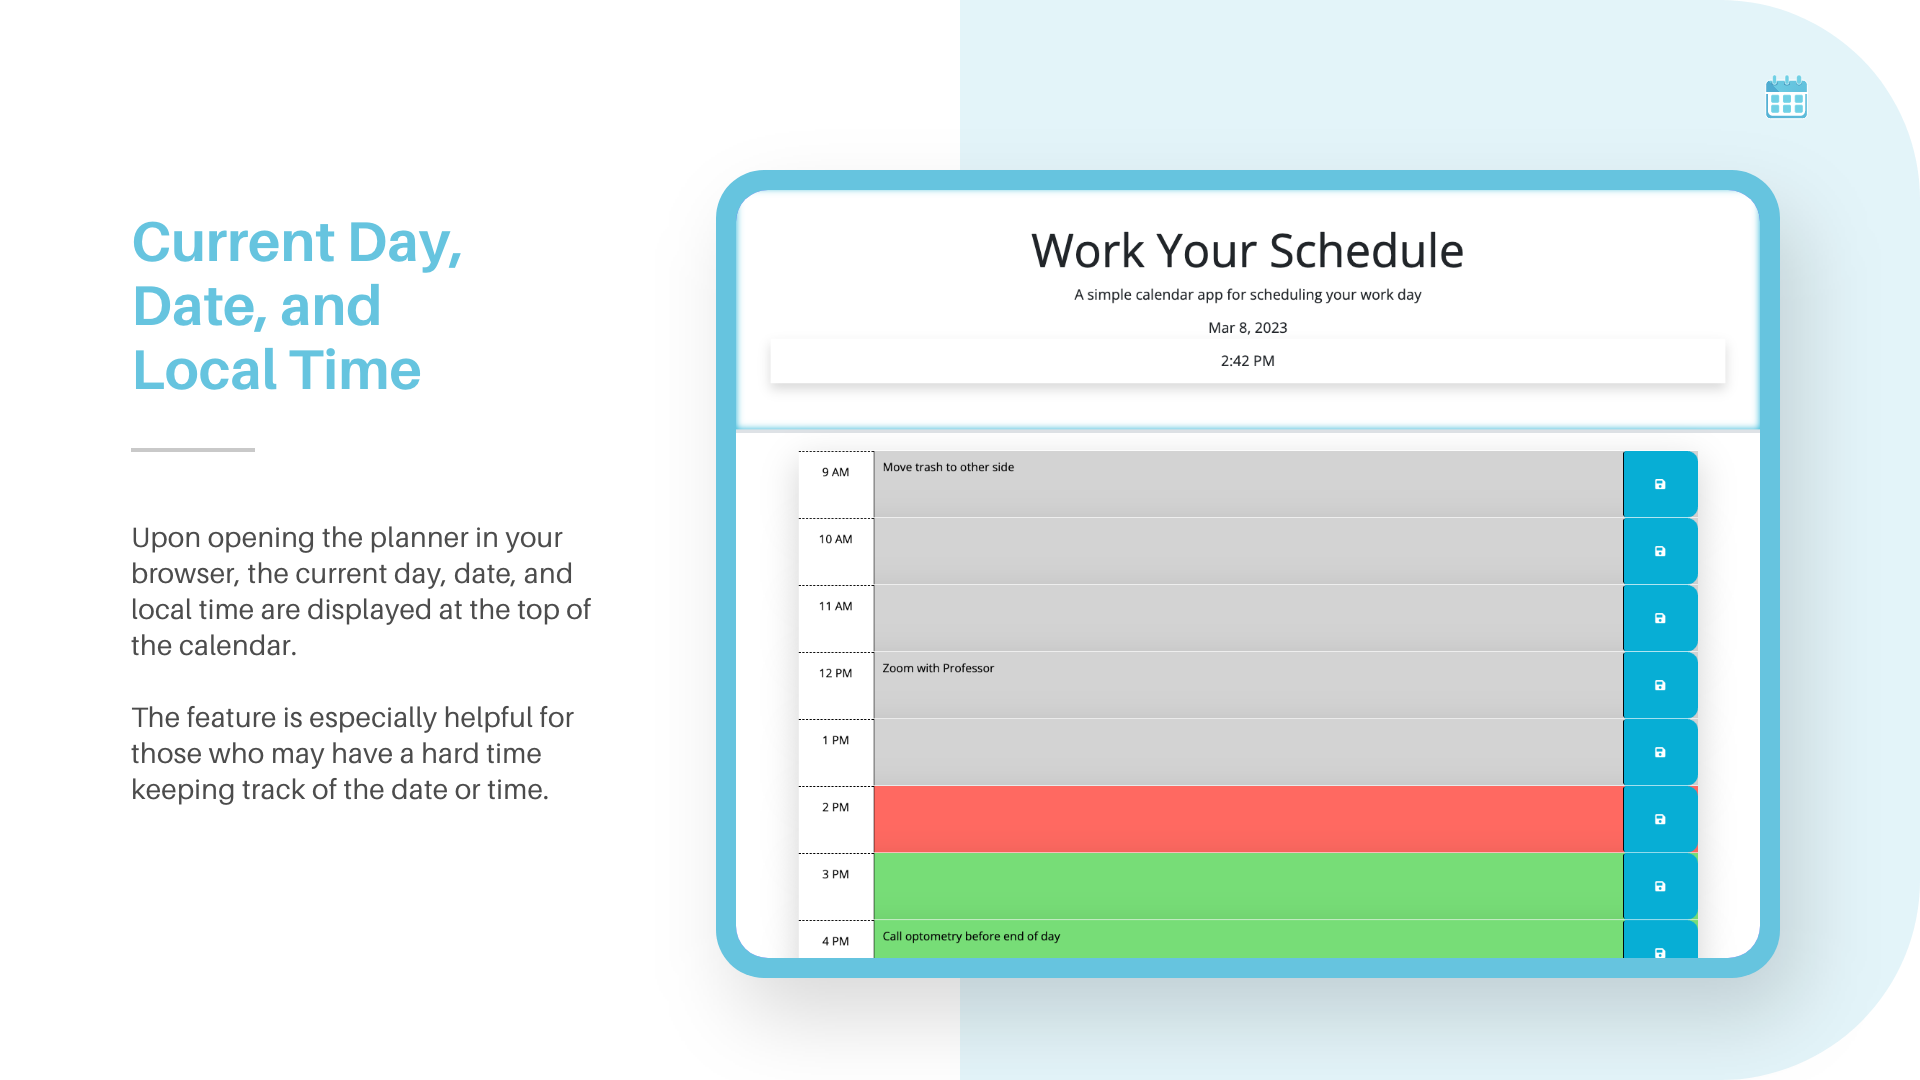 Current Day,
Date, and
Local Time
Upon opening the planner in your
browser, the current day, date, and
local time are displayed at the top of
the calendar.
The feature is especially helpful for
those who may have a hard time
keeping track of the date or time.
Work Your Schedule
A simple calendar app for scheduling your work day
Mar 8, 2023
2:42 PM
9 AM Move trash to other side
10 AM
11 AM
12 PM Zoom with Professor
1 PM
2 PM
3 PM
4 PM Call optometry before end of day